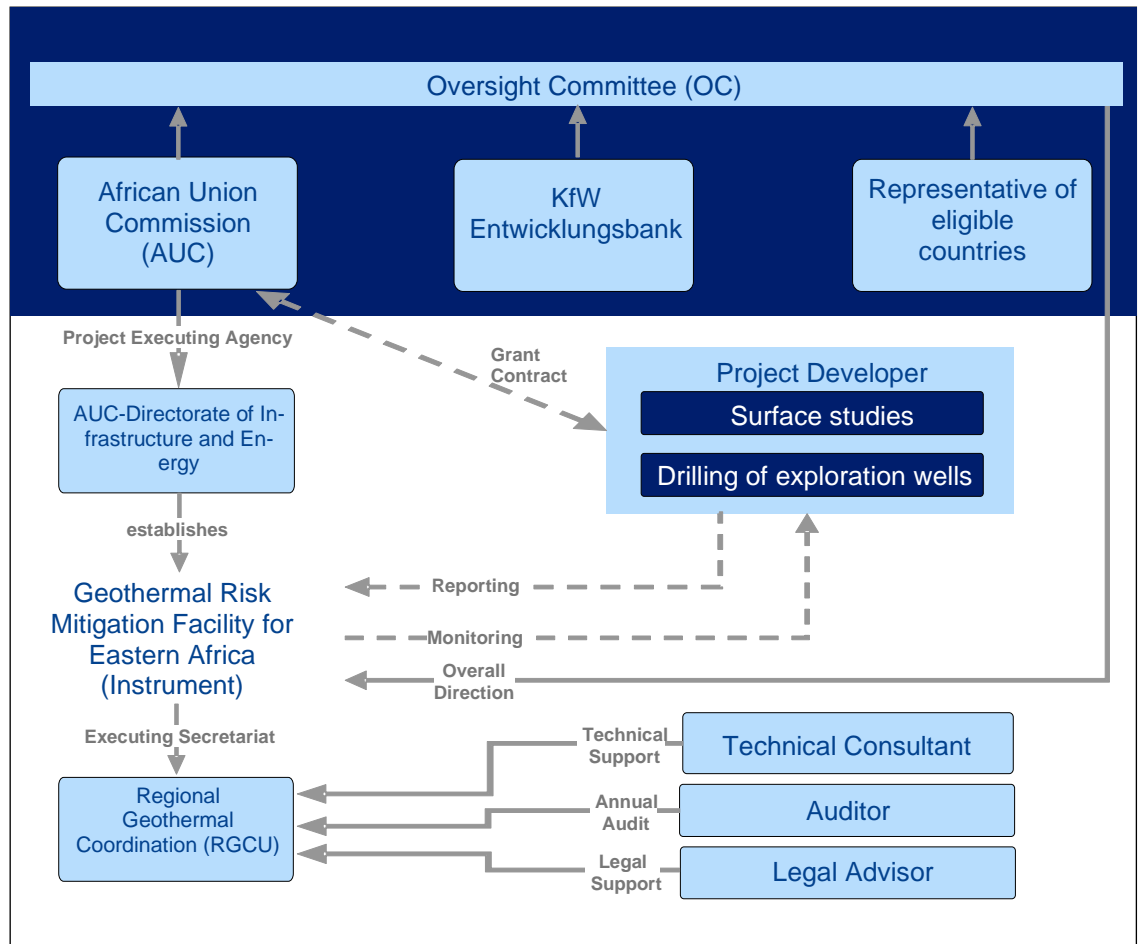 Oversight Committee (OC)
African Union
Commission
(AUC)
KfW
Entwicklungsbank
Representative of
eligible
countries
Project Executing Agency
Grant
Contract
Project Developer
Surface studies
Drilling of exploration wells
AUC-Directorate of In-
frastructure and En-
ergy
establishes
Geothermal Risk
Mitigation Facility for
Eastern Africa
(Instrument)
Reporting
Monitoring
Overall
Direction
Executing Secretariat
Regional
Geothermal
Coordination (RGCU)
Technical
Support
Technical Consultant
Annual
Audit
Auditor
Legal
Support
Legal Advisor